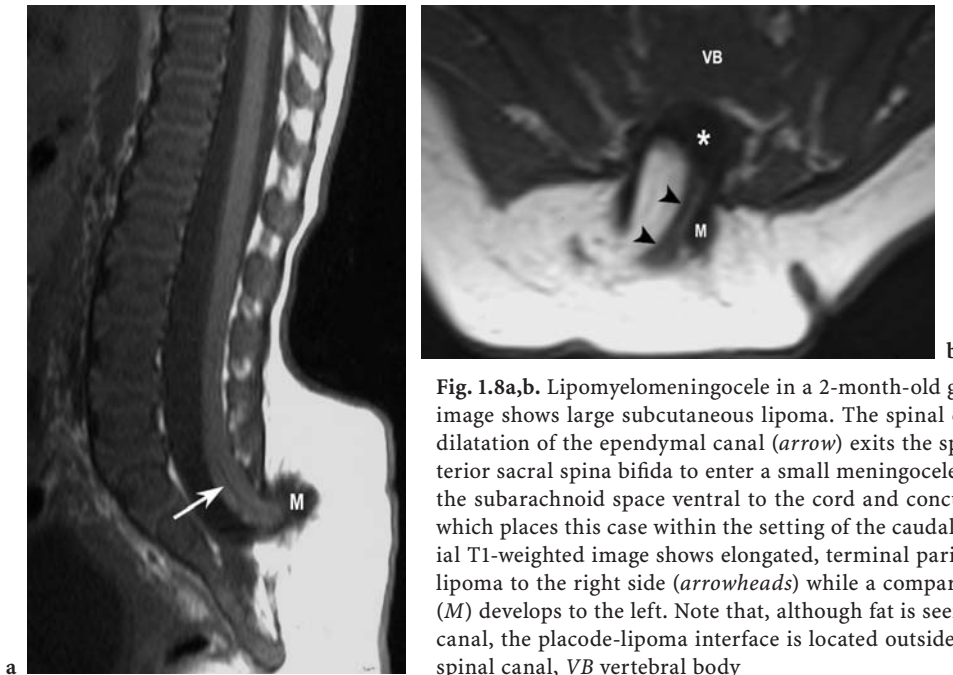 VB
*
M
M
b
a
Fig. 1.8a,b. Lipomyelomeningocele in a 2-month-old
image shows large subcutaneous lipoma. The spinal
dilatation of the ependymal canal (arrow) exits the
terior sacral spina bifida to enter a small meningocele
the subarachnoid space ventral to the cord and
which places this case within the setting of the caudal
ial T1-weighted image shows elongated, terminal
lipoma to the right side (arrowheads) while a
(M) develops to the left. Note that, although fat is
canal, the placode-lipoma interface is located outside
spinal canal, VB vertebral body